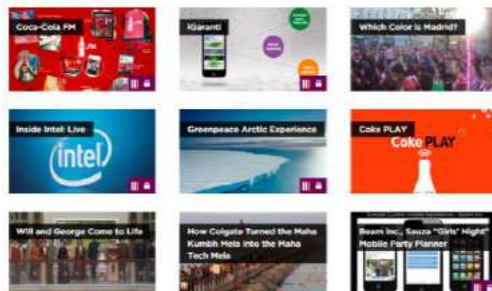 Coca-Cola FM
iGaranti
Which Color is Madrid?
Inside Intel: Live
Greenpeace Arctic Experience
Coke PLAY
intel
Coke PLAY
Will and George Come to Life
How Colgate Turned the Maha
Kumbh Mela into the Maha
Tech Mela
Beam Inc., Sauza "Girls' Night"
Mobile Party Planner